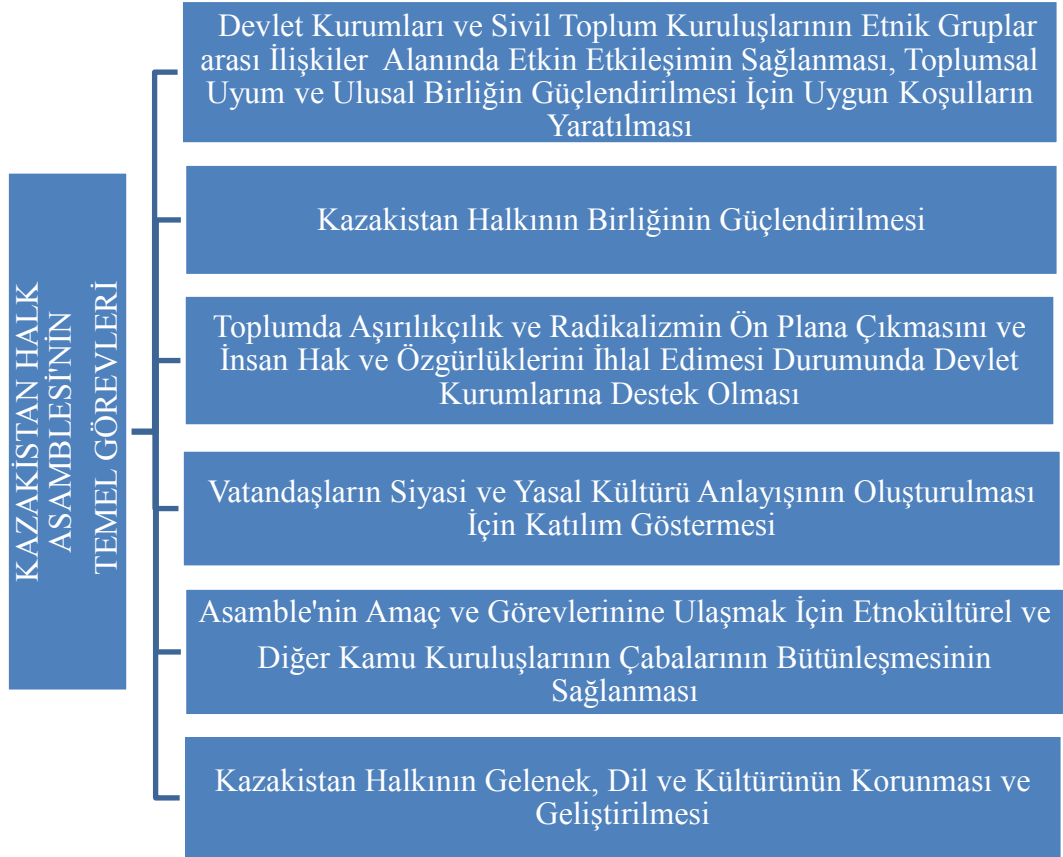 KAZAKİSTAN HALK
ASAMBLESİ'NİN
TEMEL GÖREVLERİ
Devlet Kurumları ve Sivil Toplum Kuruluşlarının Etnik Gruplar
arası İlişkiler Alanında Etkin Etkileşimin Sağlanması, Toplumsal
Uyum ve Ulusal Birliğin Güçlendirilmesi İçin Uygun Koşulların
Yaratılması
Kazakistan Halkının Birliğinin Güçlendirilmesi
Toplumda Aşırılıkçılık ve Radikalizmin Ön Plana Çıkmasını ve
İnsan Hak ve Özgürlüklerini İhlal Edimesi Durumunda Devlet
Kurumlarına Destek Olması
Vatandaşların Siyasi ve Yasal Kültürü Anlayışının Oluşturulması
İçin Katılım Göstermesi
Asamble'nin Amaç ve Görevlerinine Ulaşmak İçin Etnokültürel ve
Diğer Kamu Kuruluşlarının Çabalarının Bütünleşmesinin
Sağlanması
Kazakistan Halkının Gelenek, Dil ve Kültürünün Korunması ve
Geliştirilmesi